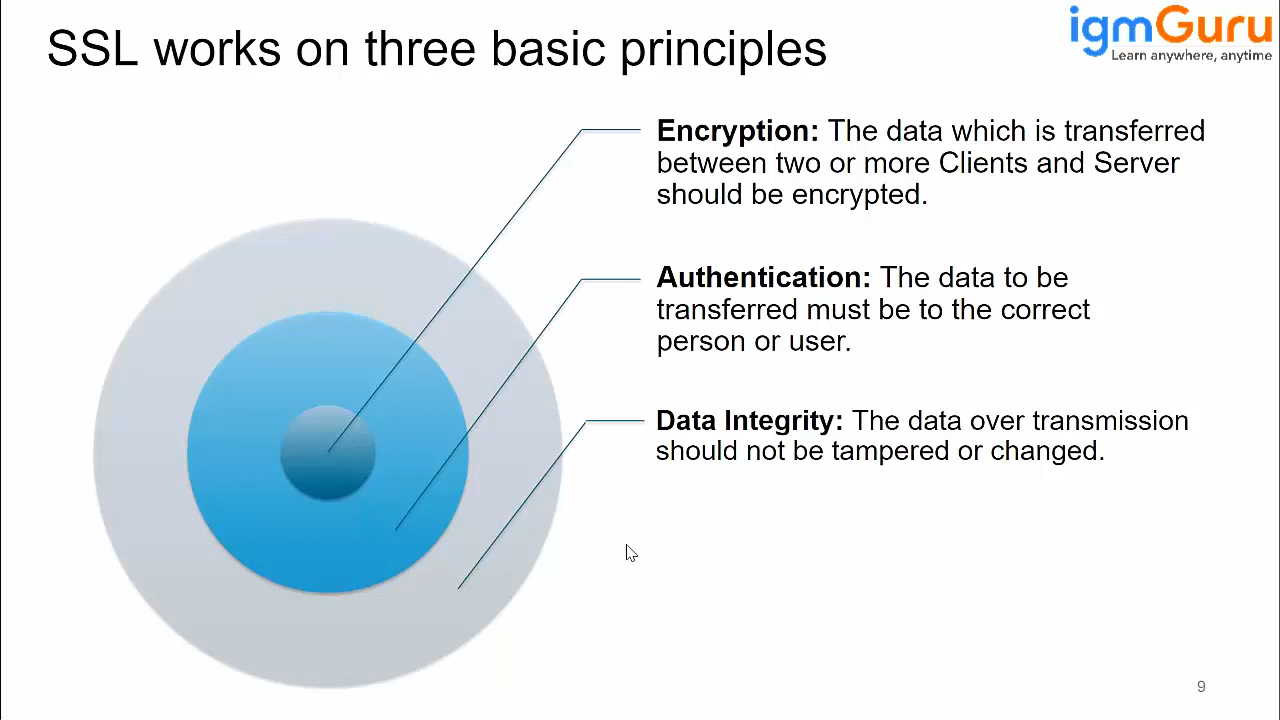 SSL works on three basic principles
igmGuru
Learn anywhere, anytime
Encryption: The data which is transferred
between two or more Clients and Server
should be encrypted.
Authentication: The data to be
transferred must be to the correct
person or user.
Data Integrity: The data over transmission
should not be tampered or changed.
9